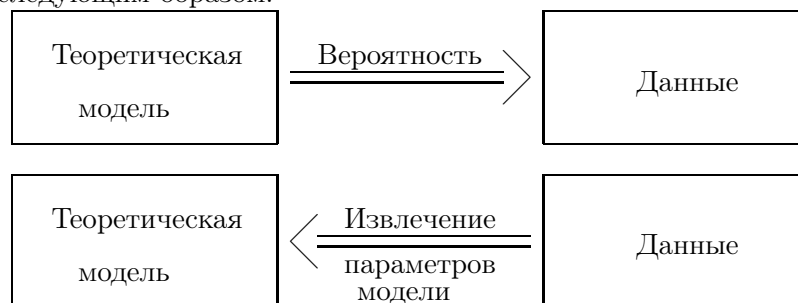 следующим образом:
Теоретическая
модель
Вероятность
Данные
Теоретическая
модель
Извлечение
параметров
модели
Данные